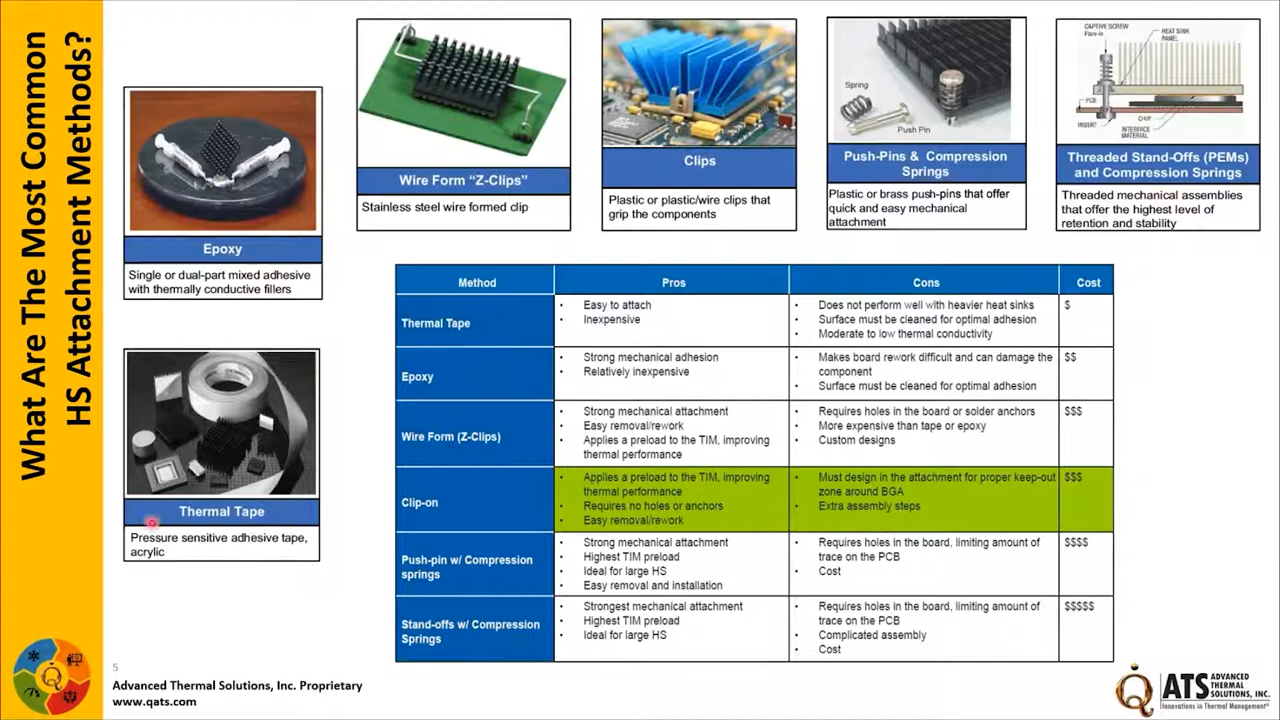 What Are The Most Common
HS Attachment Methods?
Epoxy
Single or dual-part mixed adhesive
with thermally conductive fillers
Thermal Tape
Pressure sensitive adhesive tape,
acrylic
Wire Form “Z-Clips”
Stainless steel wire formed clip
Clips
Plastic or plastic/wire clips that
grip the components
Spring
Push Pin
Push-Pins & Compression
Springs
Plastic or brass push-pins that offer
quick and easy mechanical
attachment
CAPTIVE SCREW
Flare-in
HEAT SINK
PANEL
PCB
INSERT
CHIP
INTERFACE
MATERIAL
Threaded Stand-Offs (PEMs)
and Compression Springs
Threaded mechanical assemblies
that offer the highest level of
retention and stability
Method Pros Cons Cost
Thermal Tape
• Easy to attach
• Inexpensive
• Does not perform well with heavier heat sinks
• Surface must be cleaned for optimal adhesion
• Moderate to low thermal conductivity
$
Epoxy
• Strong mechanical adhesion
• Relatively inexpensive
• Makes board rework difficult and can damage the
component
• Surface must be cleaned for optimal adhesion
$$
Wire Form (Z-Clips)
• Strong mechanical attachment
• Easy removal/rework
• Applies a preload to the TIM, improving
thermal performance
• Requires holes in the board or solder anchors
• More expensive than tape or epoxy
• Custom designs
$$$
Clip-on
• Applies a preload to the TIM, improving
thermal performance
• Requires no holes or anchors
• Easy removal/rework
• Must design in the attachment for proper keep-out
zone around BGA
• Extra assembly steps
$$$
Push-pin w/ Compression
springs
• Strong mechanical attachment
• Highest TIM preload
• Ideal for large HS
• Easy removal and installation
• Requires holes in the board, limiting amount of
trace on the PCB
• Cost
$$$$
Stand-offs w/ Compression
Springs
• Strongest mechanical attachment
• Highest TIM preload
• Ideal for large HS
• Requires holes in the board, limiting amount of
trace on the PCB
• Complicated assembly
• Cost
$$$$$
5
Advanced Thermal Solutions, Inc. Proprietary
www.qats.com
ATS
ADVANCED
THERMAL
SOLUTIONS, INC.
Innovations in Thermal Management®